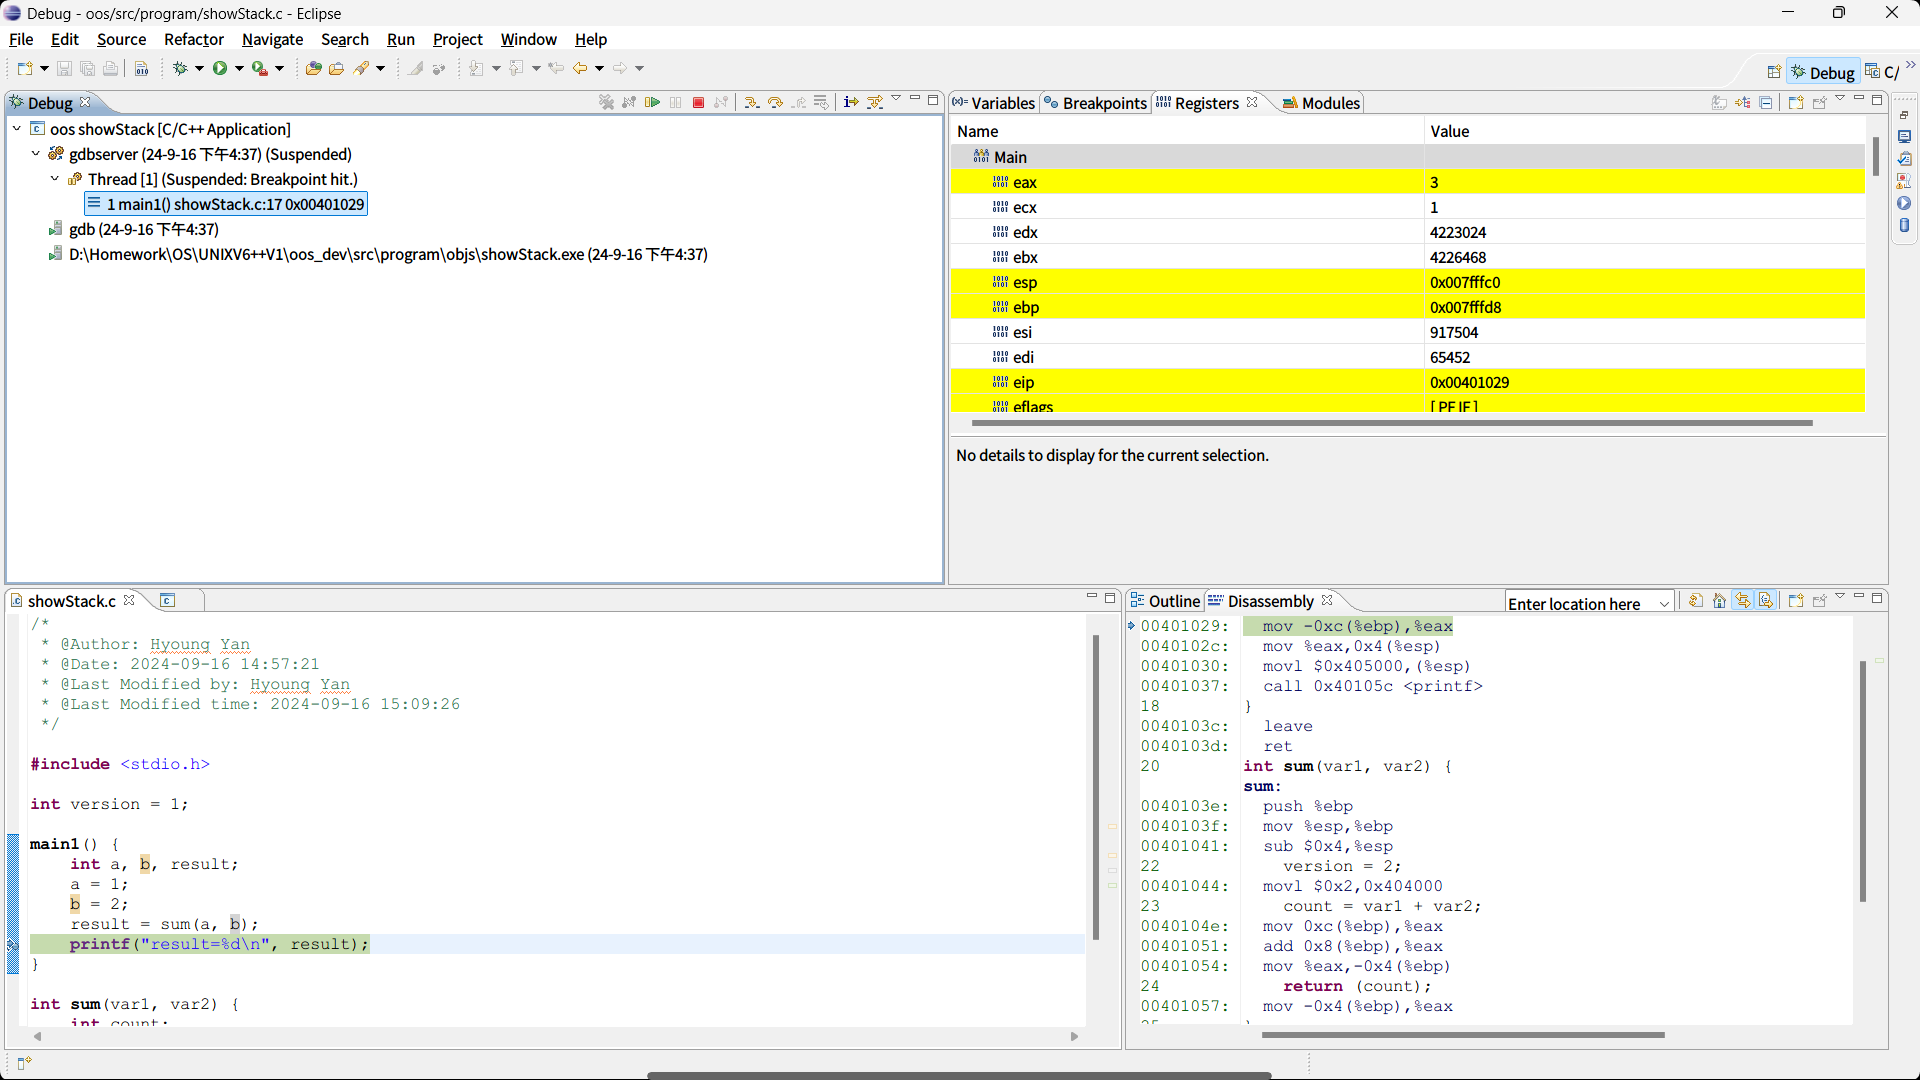 Debug - oos/src/program/showStack.c - Eclipse
File Edit Source Refactor Navigate Search Run Project Window Help
Debug C/
Debug
oos showStack [C/C++ Application]
gdbserver (24-9-16 下午4:37) (Suspended)
Thread [1] (Suspended: Breakpoint hit.)
1 main1() showStack.c:17 0x00401029
gdb (24-9-16 下午4:37)
D:\Homework\OS\UNIXV6++V1\oos_dev\src\program\objs\showStack.exe (24-9-16 下午4:37)
Variables Breakpoints Registers Modules
Name Value
Main
eax 3
ecx 1
edx 4223024
ebx 4226468
esp 0x007fffc0
ebp 0x007fffd8
esi 917504
edi 65452
eip 0x00401029
eflags [ PF IF ]
No details to display for the current selection.
showStack.c
/*
* @Author: Hyoung Yan
* @Date: 2024-09-16 14:57:21
* @Last Modified by: Hyoung Yan
* @Last Modified time: 2024-09-16 15:09:26
*/
#include <stdio.h>
int version = 1;
main1() {
int a, b, result;
a = 1;
b = 2;
result = sum(a, b);
printf("result=%d\n", result);
}
int sum(var1, var2) {
int count;
Outline Disassembly Enter location here
00401029: mov -0xc(%ebp),%eax
0040102c: mov %eax,0x4(%esp)
00401030: movl $0x405000,(%esp)
00401037: call 0x40105c <printf>
18 }
0040103c: leave
0040103d: ret
20 int sum(var1, var2) {
sum:
0040103e: push %ebp
0040103f: mov %esp,%ebp
00401041: sub $0x4,%esp
22 version = 2;
00401044: movl $0x2,0x404000
23 count = var1 + var2;
0040104e: mov 0xc(%ebp),%eax
00401051: add 0x8(%ebp),%eax
00401054: mov %eax,-0x4(%ebp)
24 return (count);
00401057: mov -0x4(%ebp),%eax
25 }